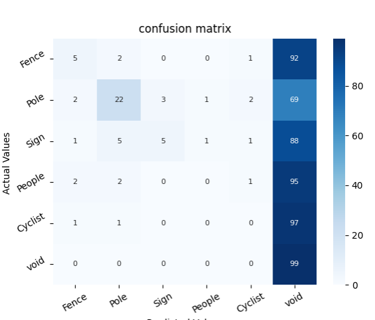 confusion matrix
Fence 5 2 0 0 1 92
Pole 2 22 3 1 2 69
Sign 1 5 5 1 1 88
People 2 2 0 0 1 95
Cyclist 1 1 0 0 0 97
void 0 0 0 0 0 99
Fence Pole Sign People Cyclist void
Actual Values
80
60
40
20
0